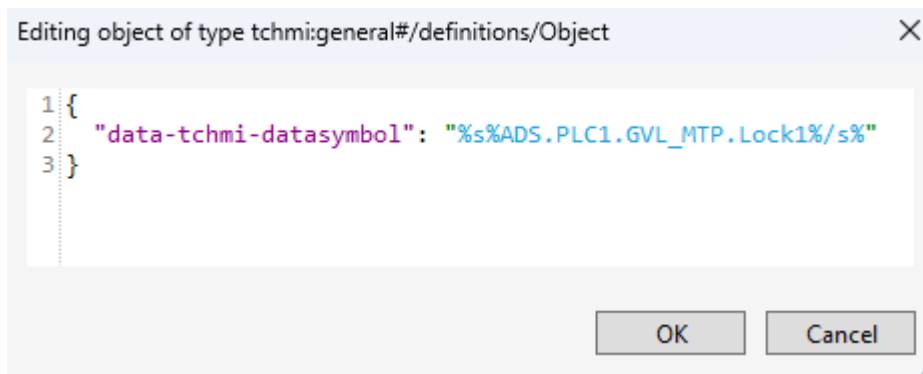 Editing object of type tchmi:general#/definitions/Object
1 {
2 "data-tchmi-datasymbol": "%s%ADS.PLC1.GVL_MTP.Lock1%/s%"
3 }
OK Cancel